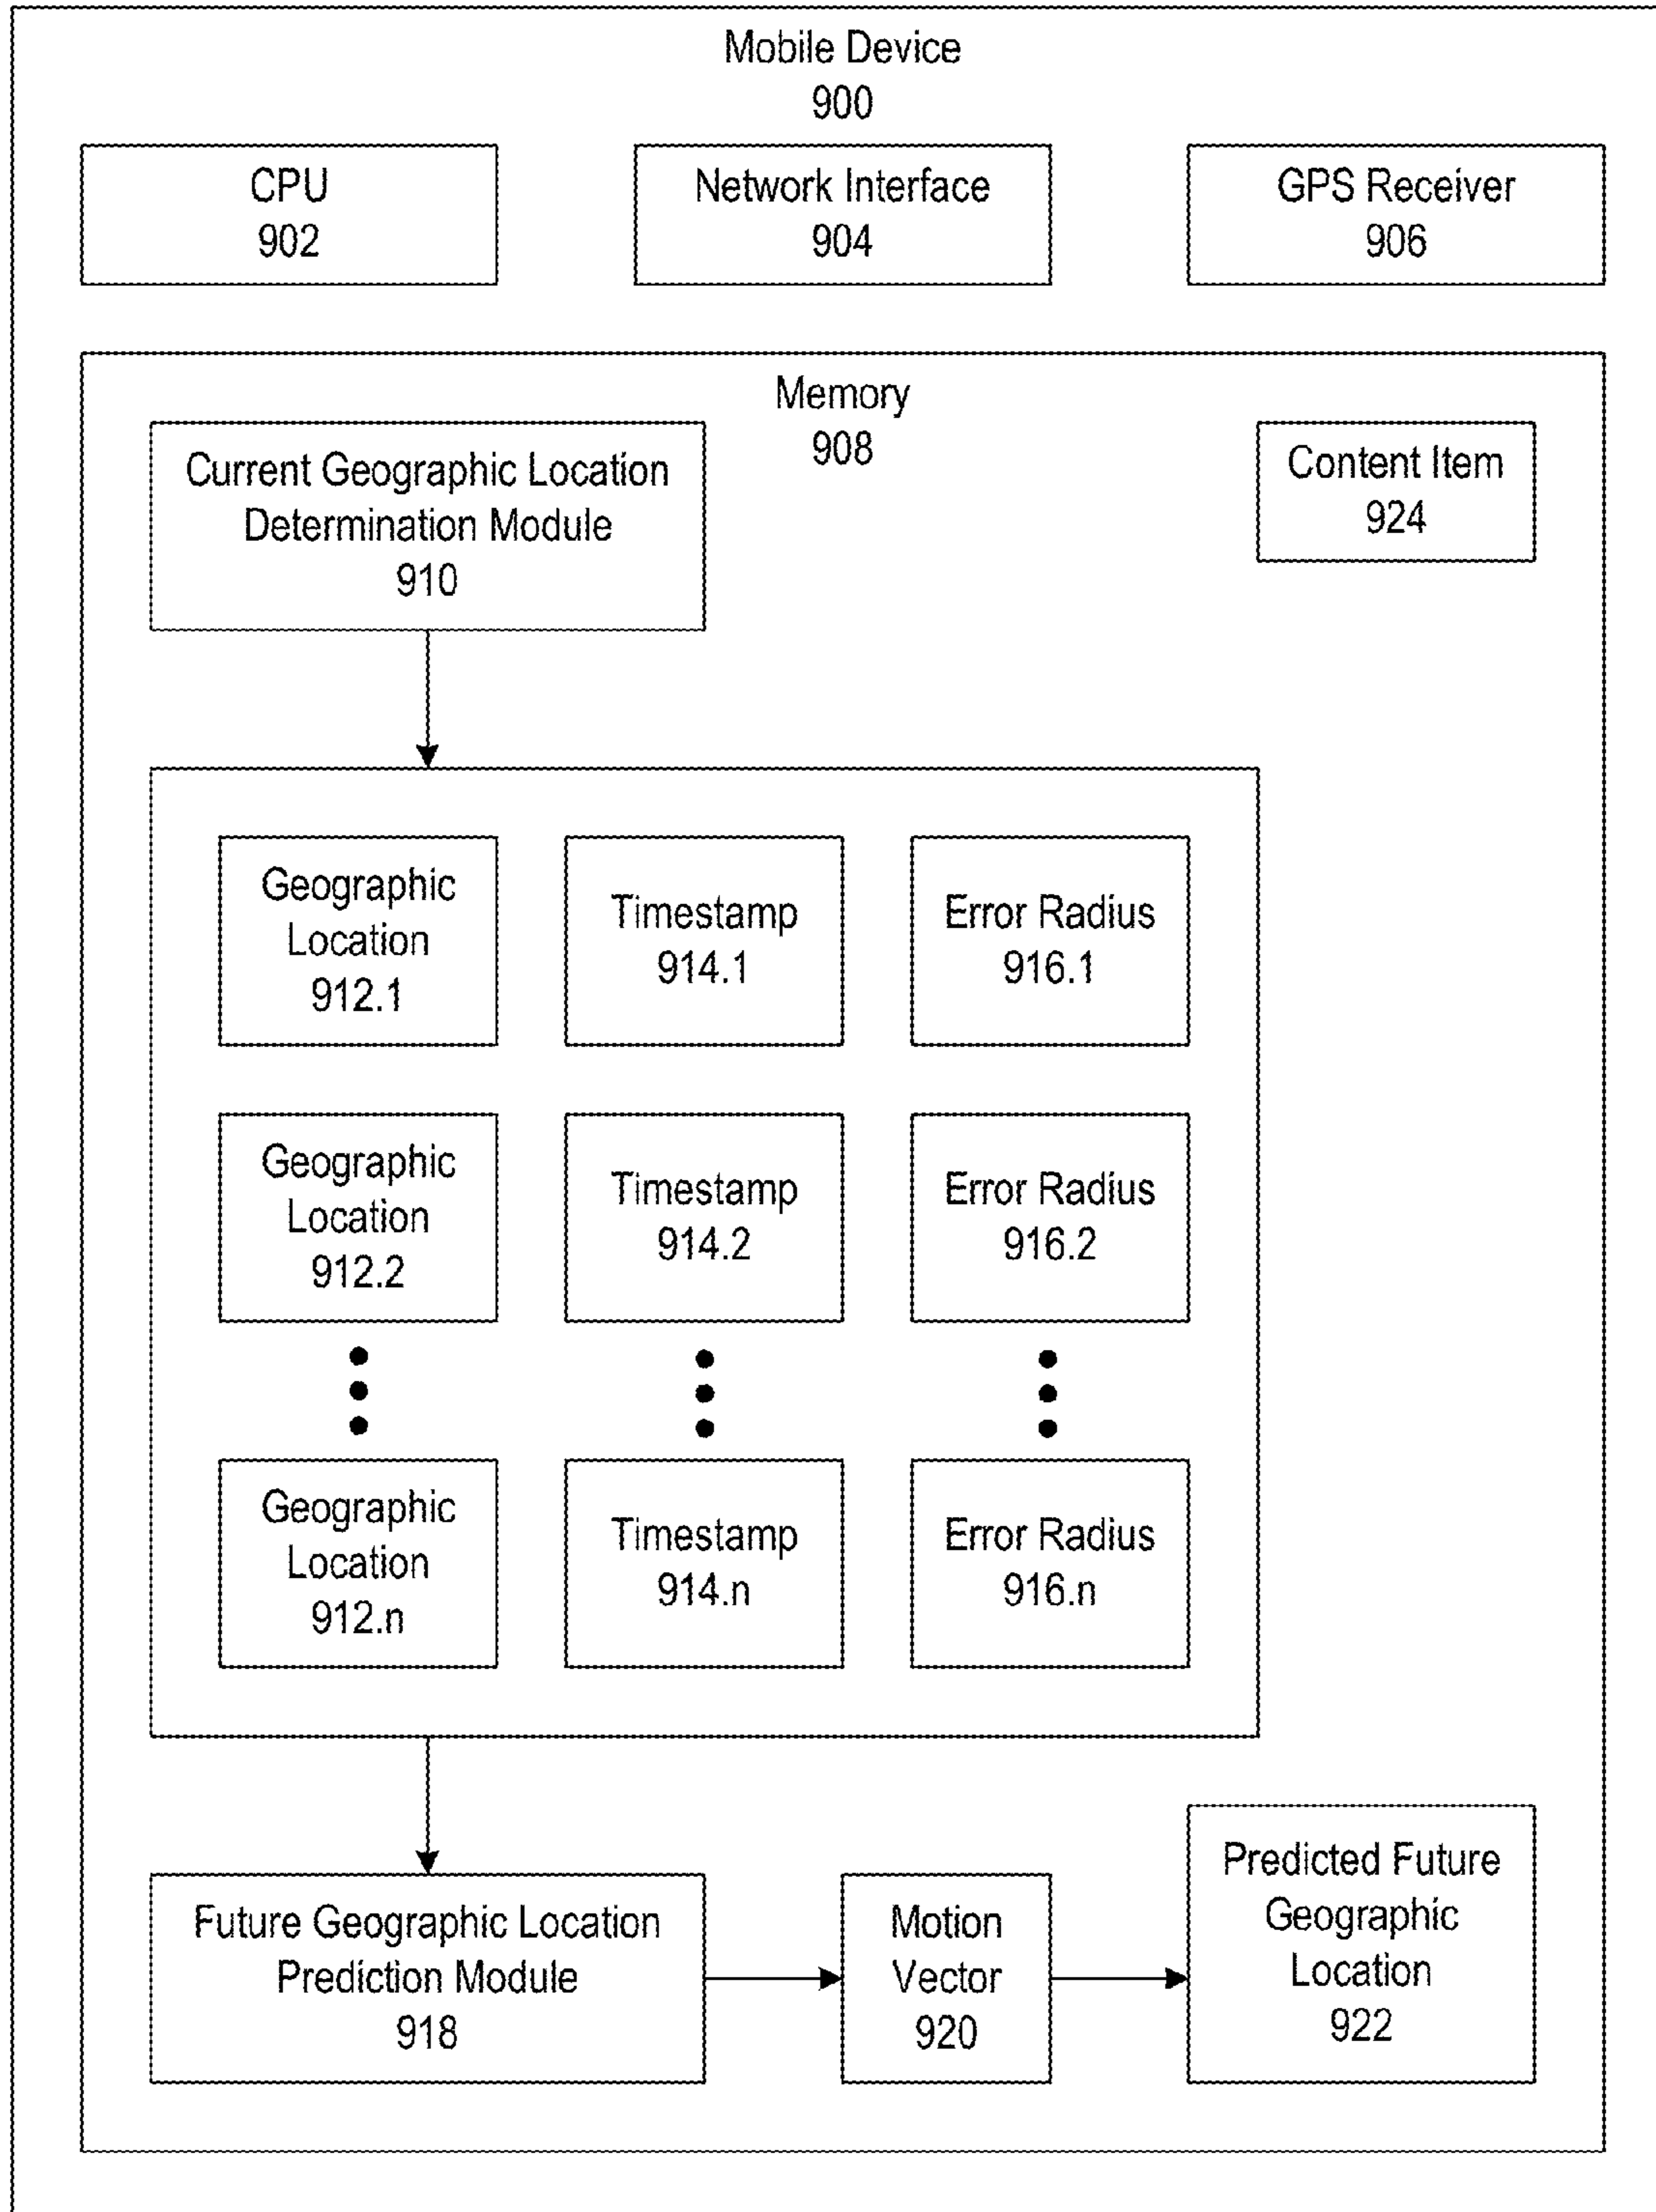 Mobile Device
900
CPU
902
Network Interface
904
GPS Receiver
906
Memory
908
Current Geographic Location
Determination Module
910
Content Item
924
Geographic
Location
912.1
Timestamp
914.1
Error Radius
916.1
Geographic
Location
912.2
Timestamp
914.2
Error Radius
916.2
Geographic
Location
912.n
Timestamp
914.n
Error Radius
916.n
Future Geographic Location
Prediction Module
918
Motion
Vector
920
Predicted Future
Geographic
Location
922